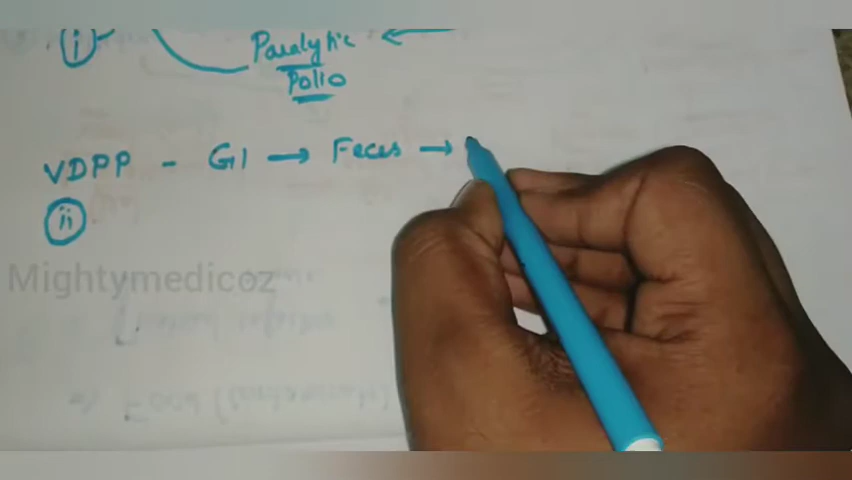 (i)
Paralytic ←
Polio
VDPP - GI → Feces →
(ii)
Mightymedicoz